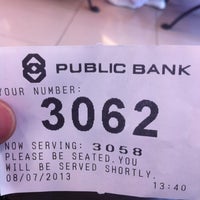 PUBLIC BANK
YOUR NUMBER:
3062
NOW SERVING: 3058
PLEASE BE SEATED.YOU
WILL BE SERVED SHORTLY.
08/07/2013
13:40